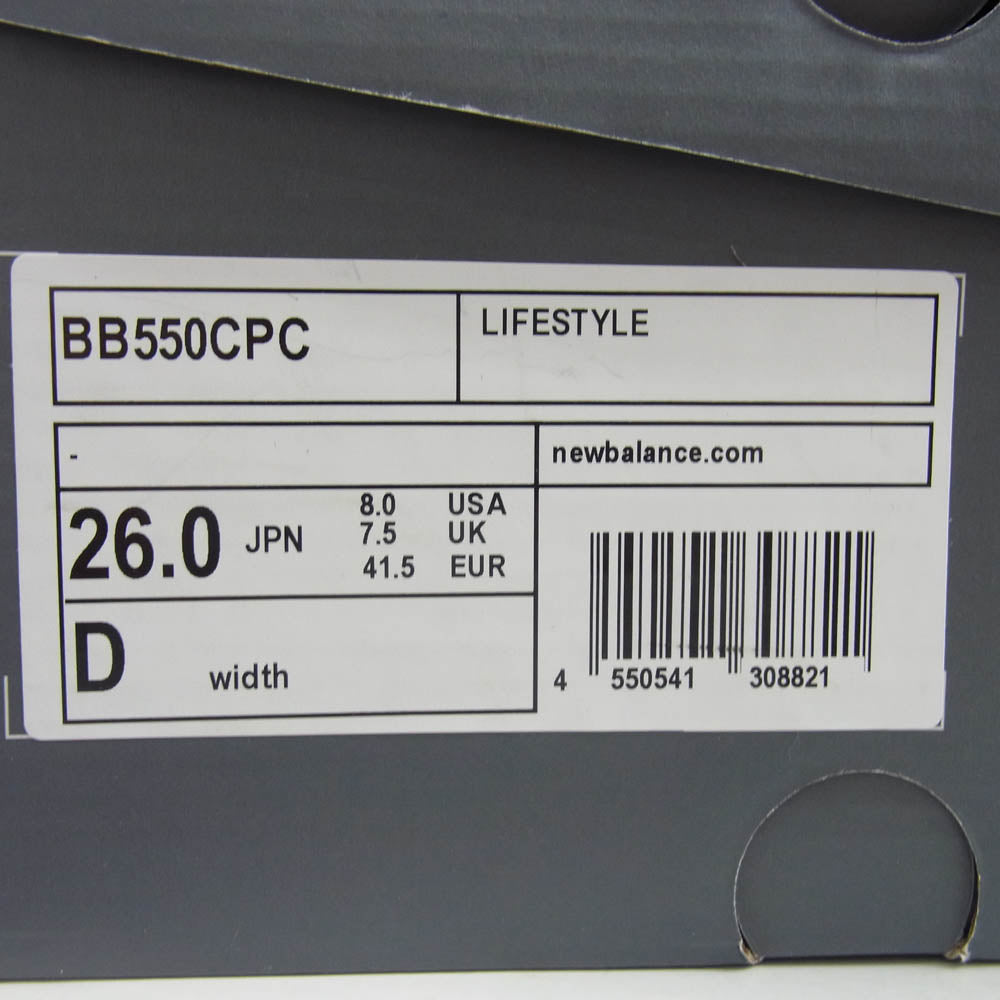 BB550CPC
LIFESTYLE
-
newbalance.com
26.0 JPN
8.0 USA
7.5 UK
41.5 EUR
D width
4 550541 308821